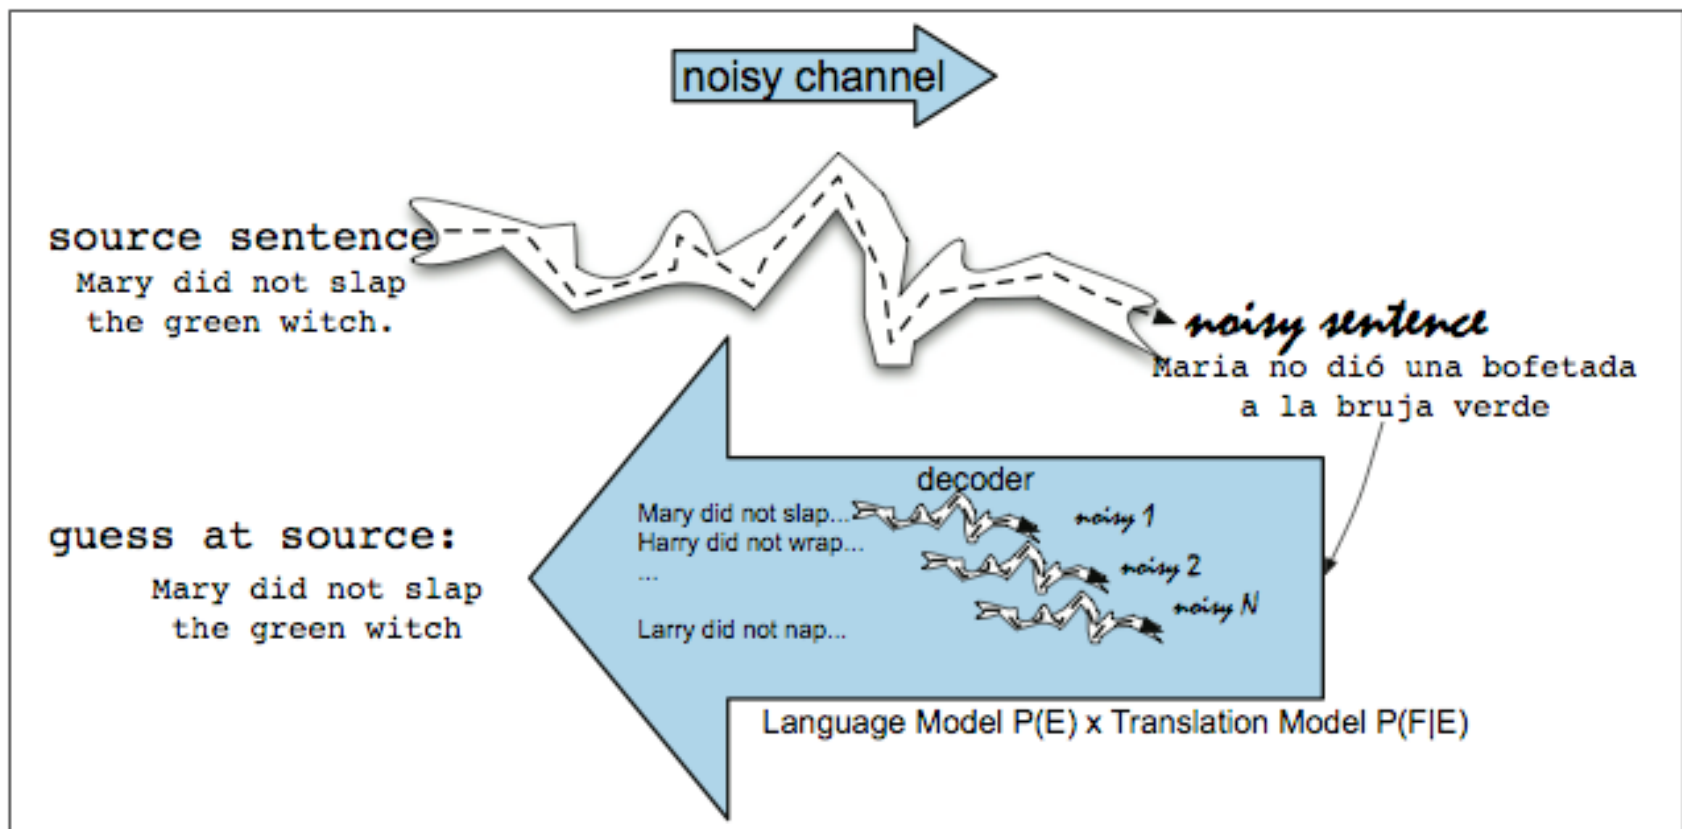 noisy channel
source sentence
Mary did not slap
the green witch.
noisy sentence
Maria no dió una bofetada
a la bruja verde
decoder
Mary did not slap...
noisy 1
Harry did not wrap...
noisy 2
...
noisy N
Larry did not nap...
guess at source:
Mary did not slap
the green witch
Language Model P(E) x Translation Model P(F|E)